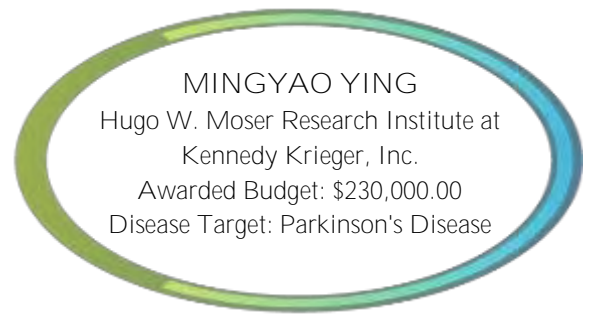 MINGYAO YING
Hugo W. Moser Research Institute at
Kennedy Krieger, Inc.
Awarded Budget: $230,000.00
Disease Target: Parkinson's Disease